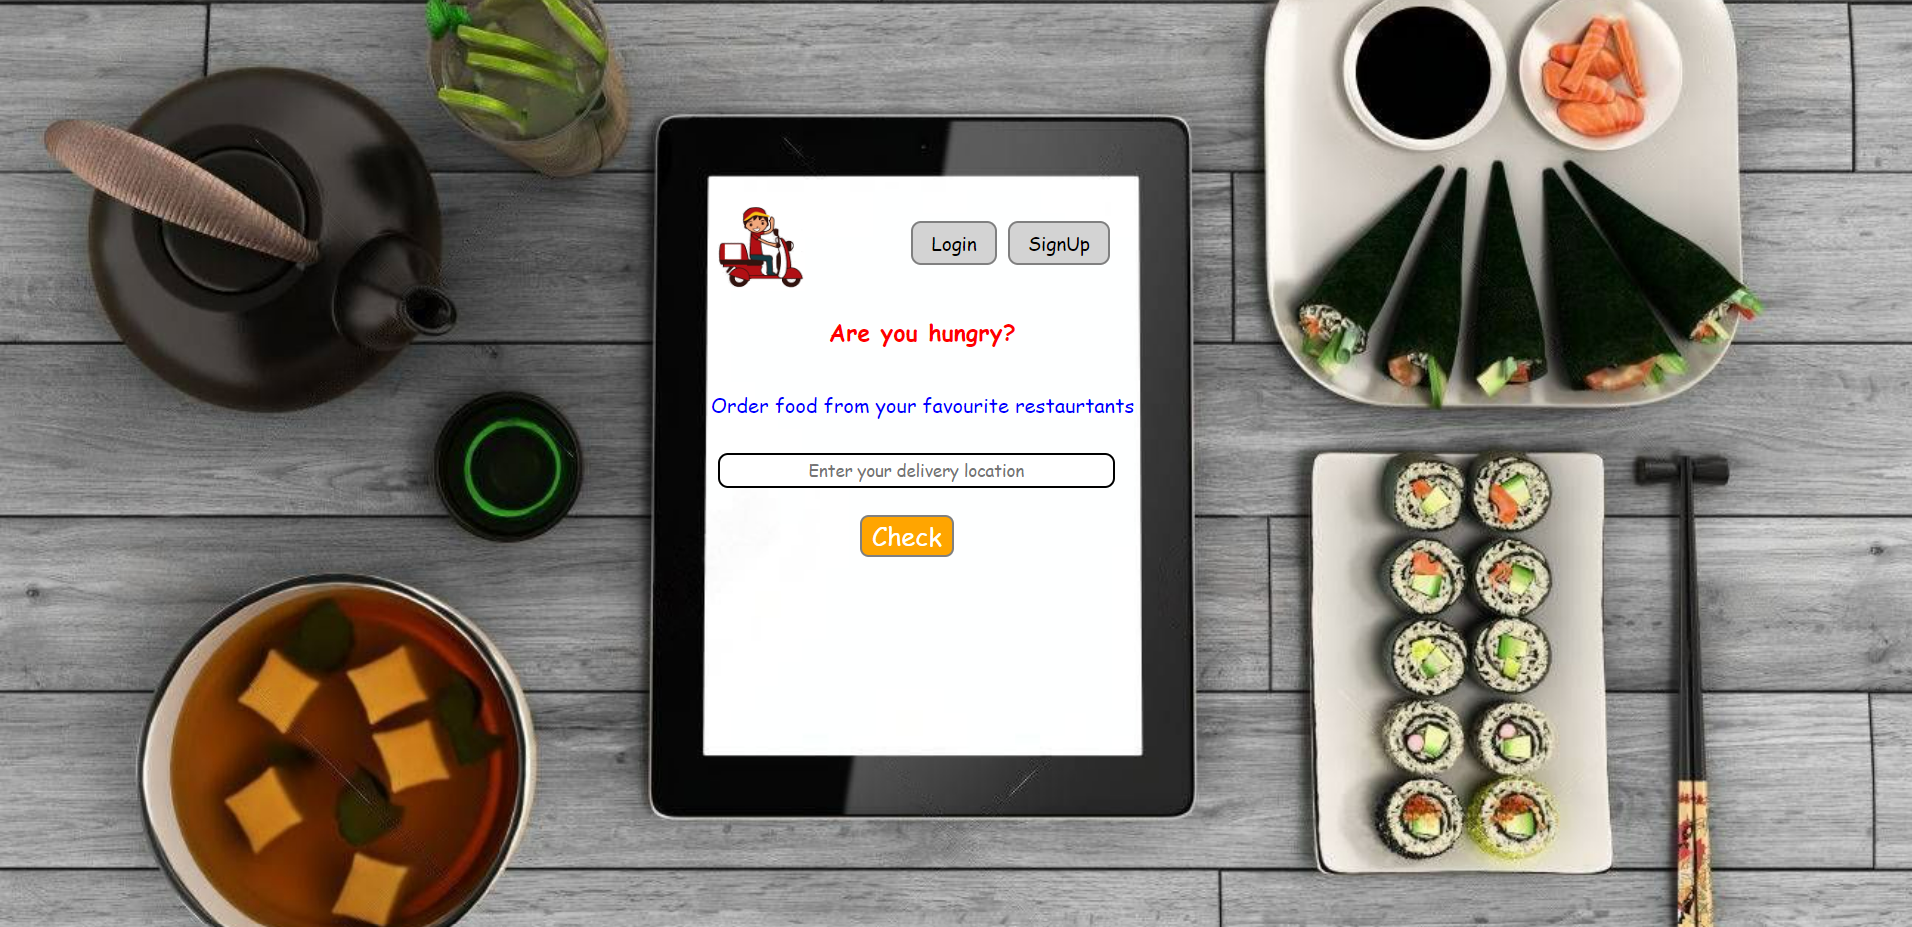 Login SignUp
Are you hungry?
Order food from your favourite restaurtants
Enter your delivery location
Check